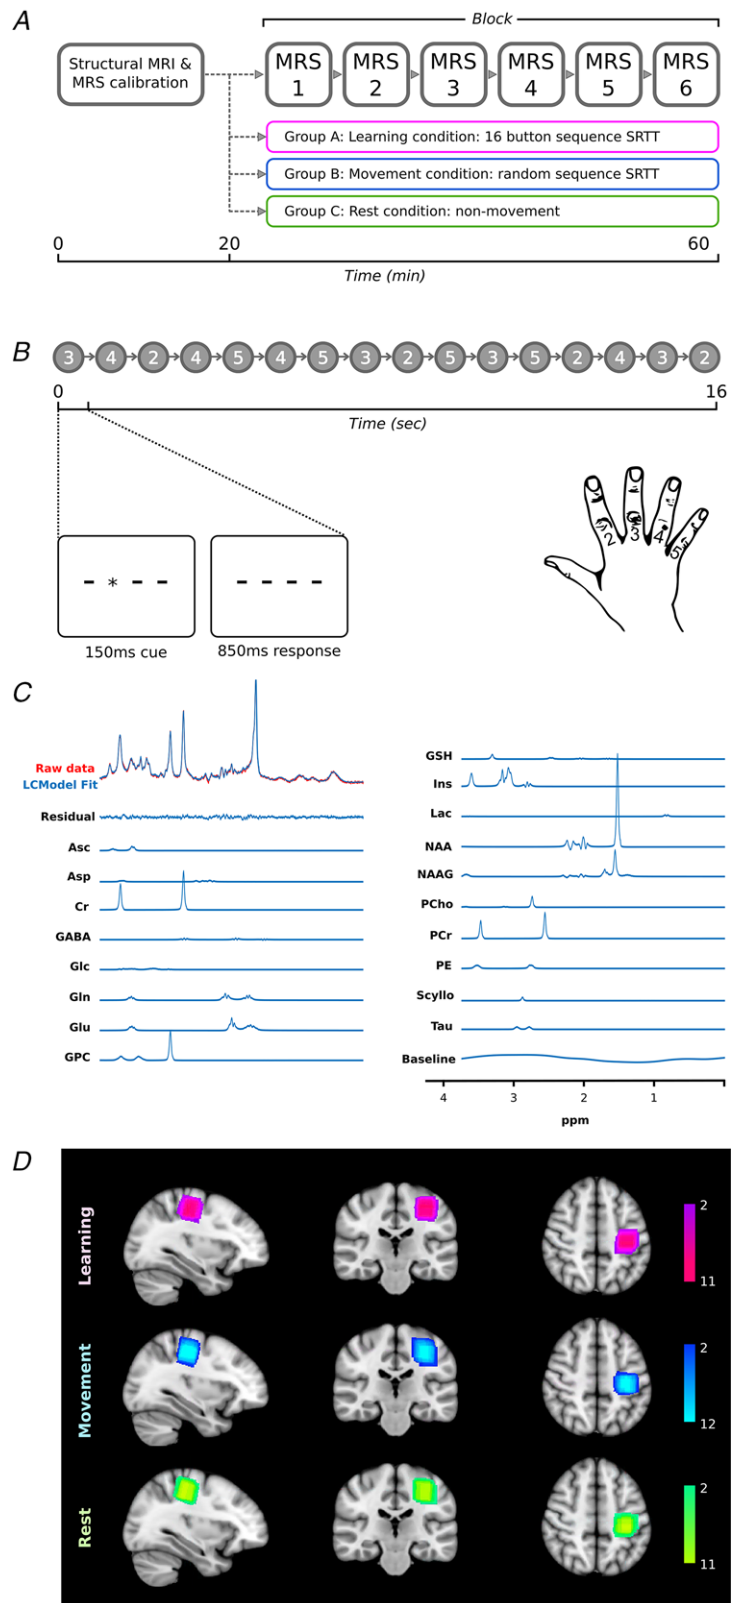 A
Block
Structural MRI &
MRS calibration
MRS
1
MRS
2
MRS
3
MRS
4
MRS
5
MRS
6
Group A: Learning condition: 16 button sequence SRTT
Group B: Movement condition: random sequence SRTT
Group C: Rest condition: non-movement
0 20 60
Time (min)
B
3 4 2 4 5 4 5 3 2 5 3 5 2 4 3 2
0 16
Time (sec)
- * - -
- - - -
150ms cue
850ms response
2 3 4 5
C
Raw data
LCModel Fit
Residual
Asc
Asp
Cr
GABA
Glc
Gln
Glu
GPC
GSH
Ins
Lac
NAA
NAAG
PCho
PCr
PE
Scyllo
Tau
Baseline
4 3 2 1
ppm
D
Learning
2
11
Movement
2
12
Rest
2
11